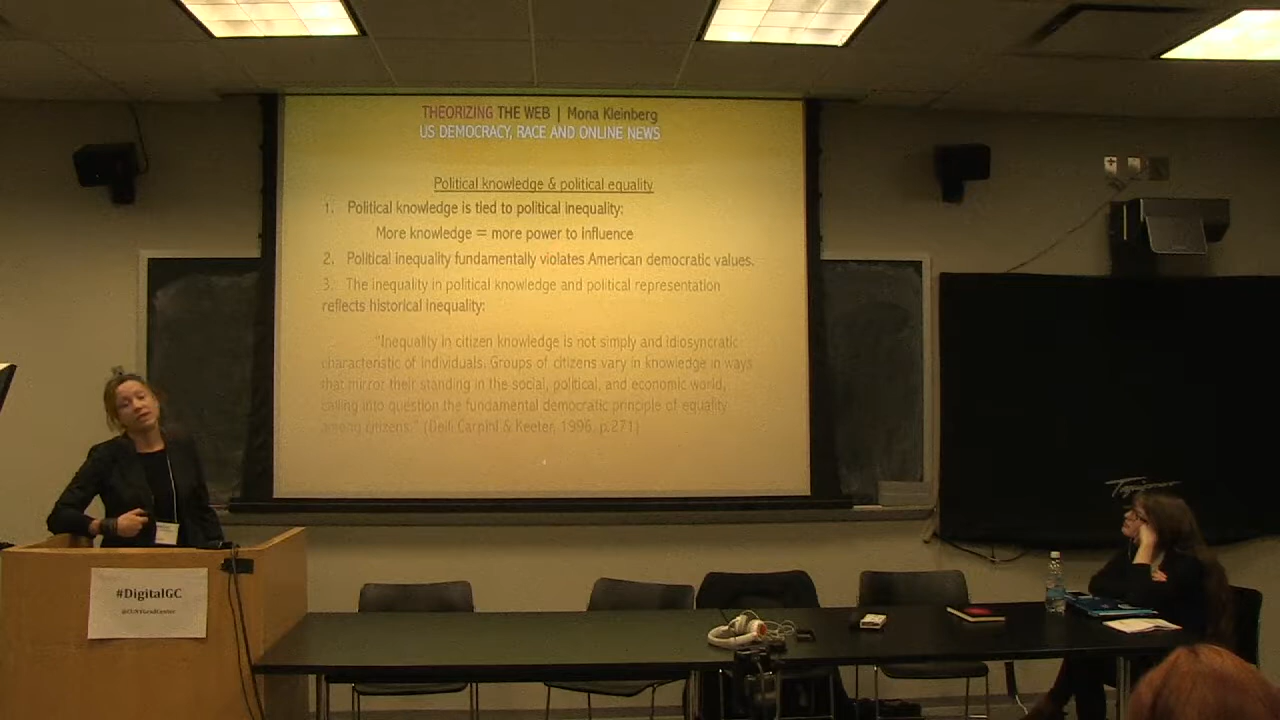 THEORIZING THE WEB | Mona Kleinberg
US DEMOCRACY, RACE AND ONLINE NEWS
Political knowledge & political equality
1. Political knowledge is tied to political inequality:
More knowledge = more power to influence
2. Political inequality fundamentally violates American democratic values.
3. The inequality in political knowledge and political representation
reflects historical inequality:
"Inequality in citizen knowledge is not simply and idiosyncratic
characteristic of individuals. Groups of citizens vary in knowledge in ways
that mirror their standing in the social, political, and economic world,
calling into question the fundamental democratic principle of equality
among citizens." (Delli Carpini & Keeter, 1996, p.271)
#DigitalGC